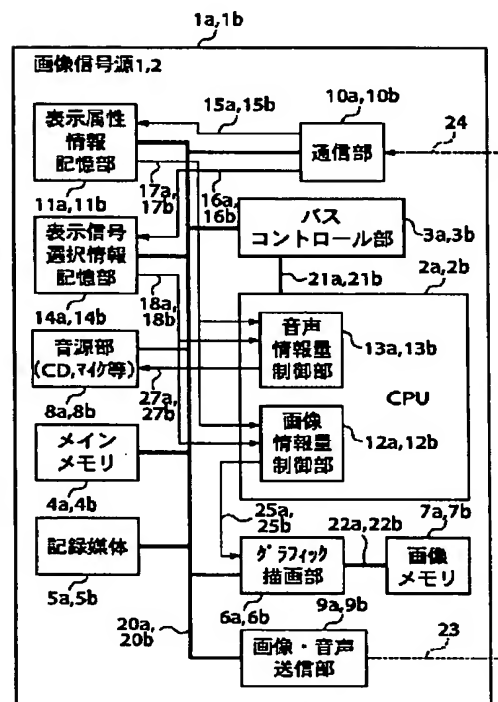 1a,1b
画像信号源1,2
表示属性
情報
記憶部
11a,11b
15a,15b
10a,10b
通信部
24
17a,
17b
16a,
16b
表示信号
選択情報
記憶部
14a,14b
18a,
18b
バス
コントロール部
3a,3b
21a,21b
2a,2b
音源部
(CD,マイク等)
8a,8b
27a,
27b
音声
情報量
制御部
13a,13b
CPU
画像
情報量
制御部
12a,12b
メイン
メモリ
4a,4b
記録媒体
5a,5b
25a,
25b
20a,
20b
グラフィック
描画部
6a,6b
22a,22b
7a,7b
画像
メモリ
9a,9b
画像・音声
送信部
23